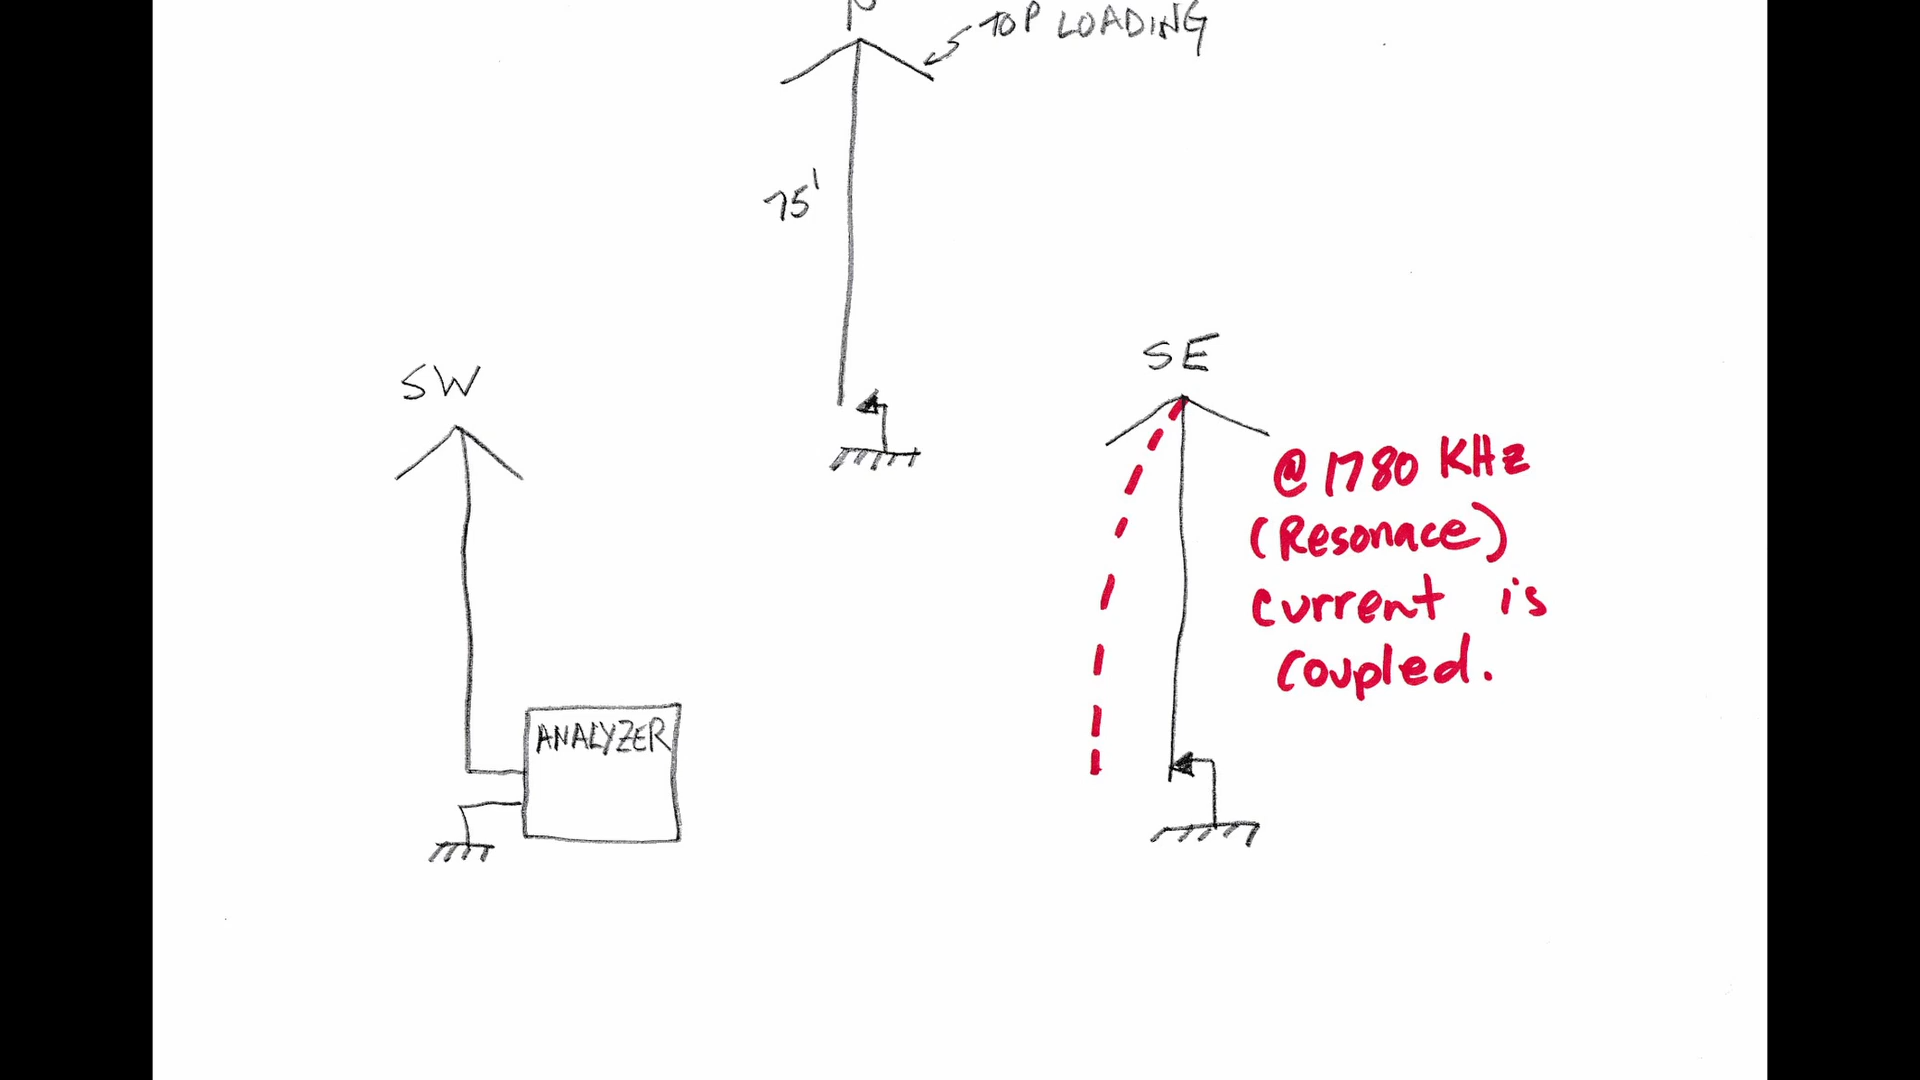 TOP LOADING
75'
SE
SW
@ 1780 KHz
(Resonace)
current is
coupled.
ANALYZER